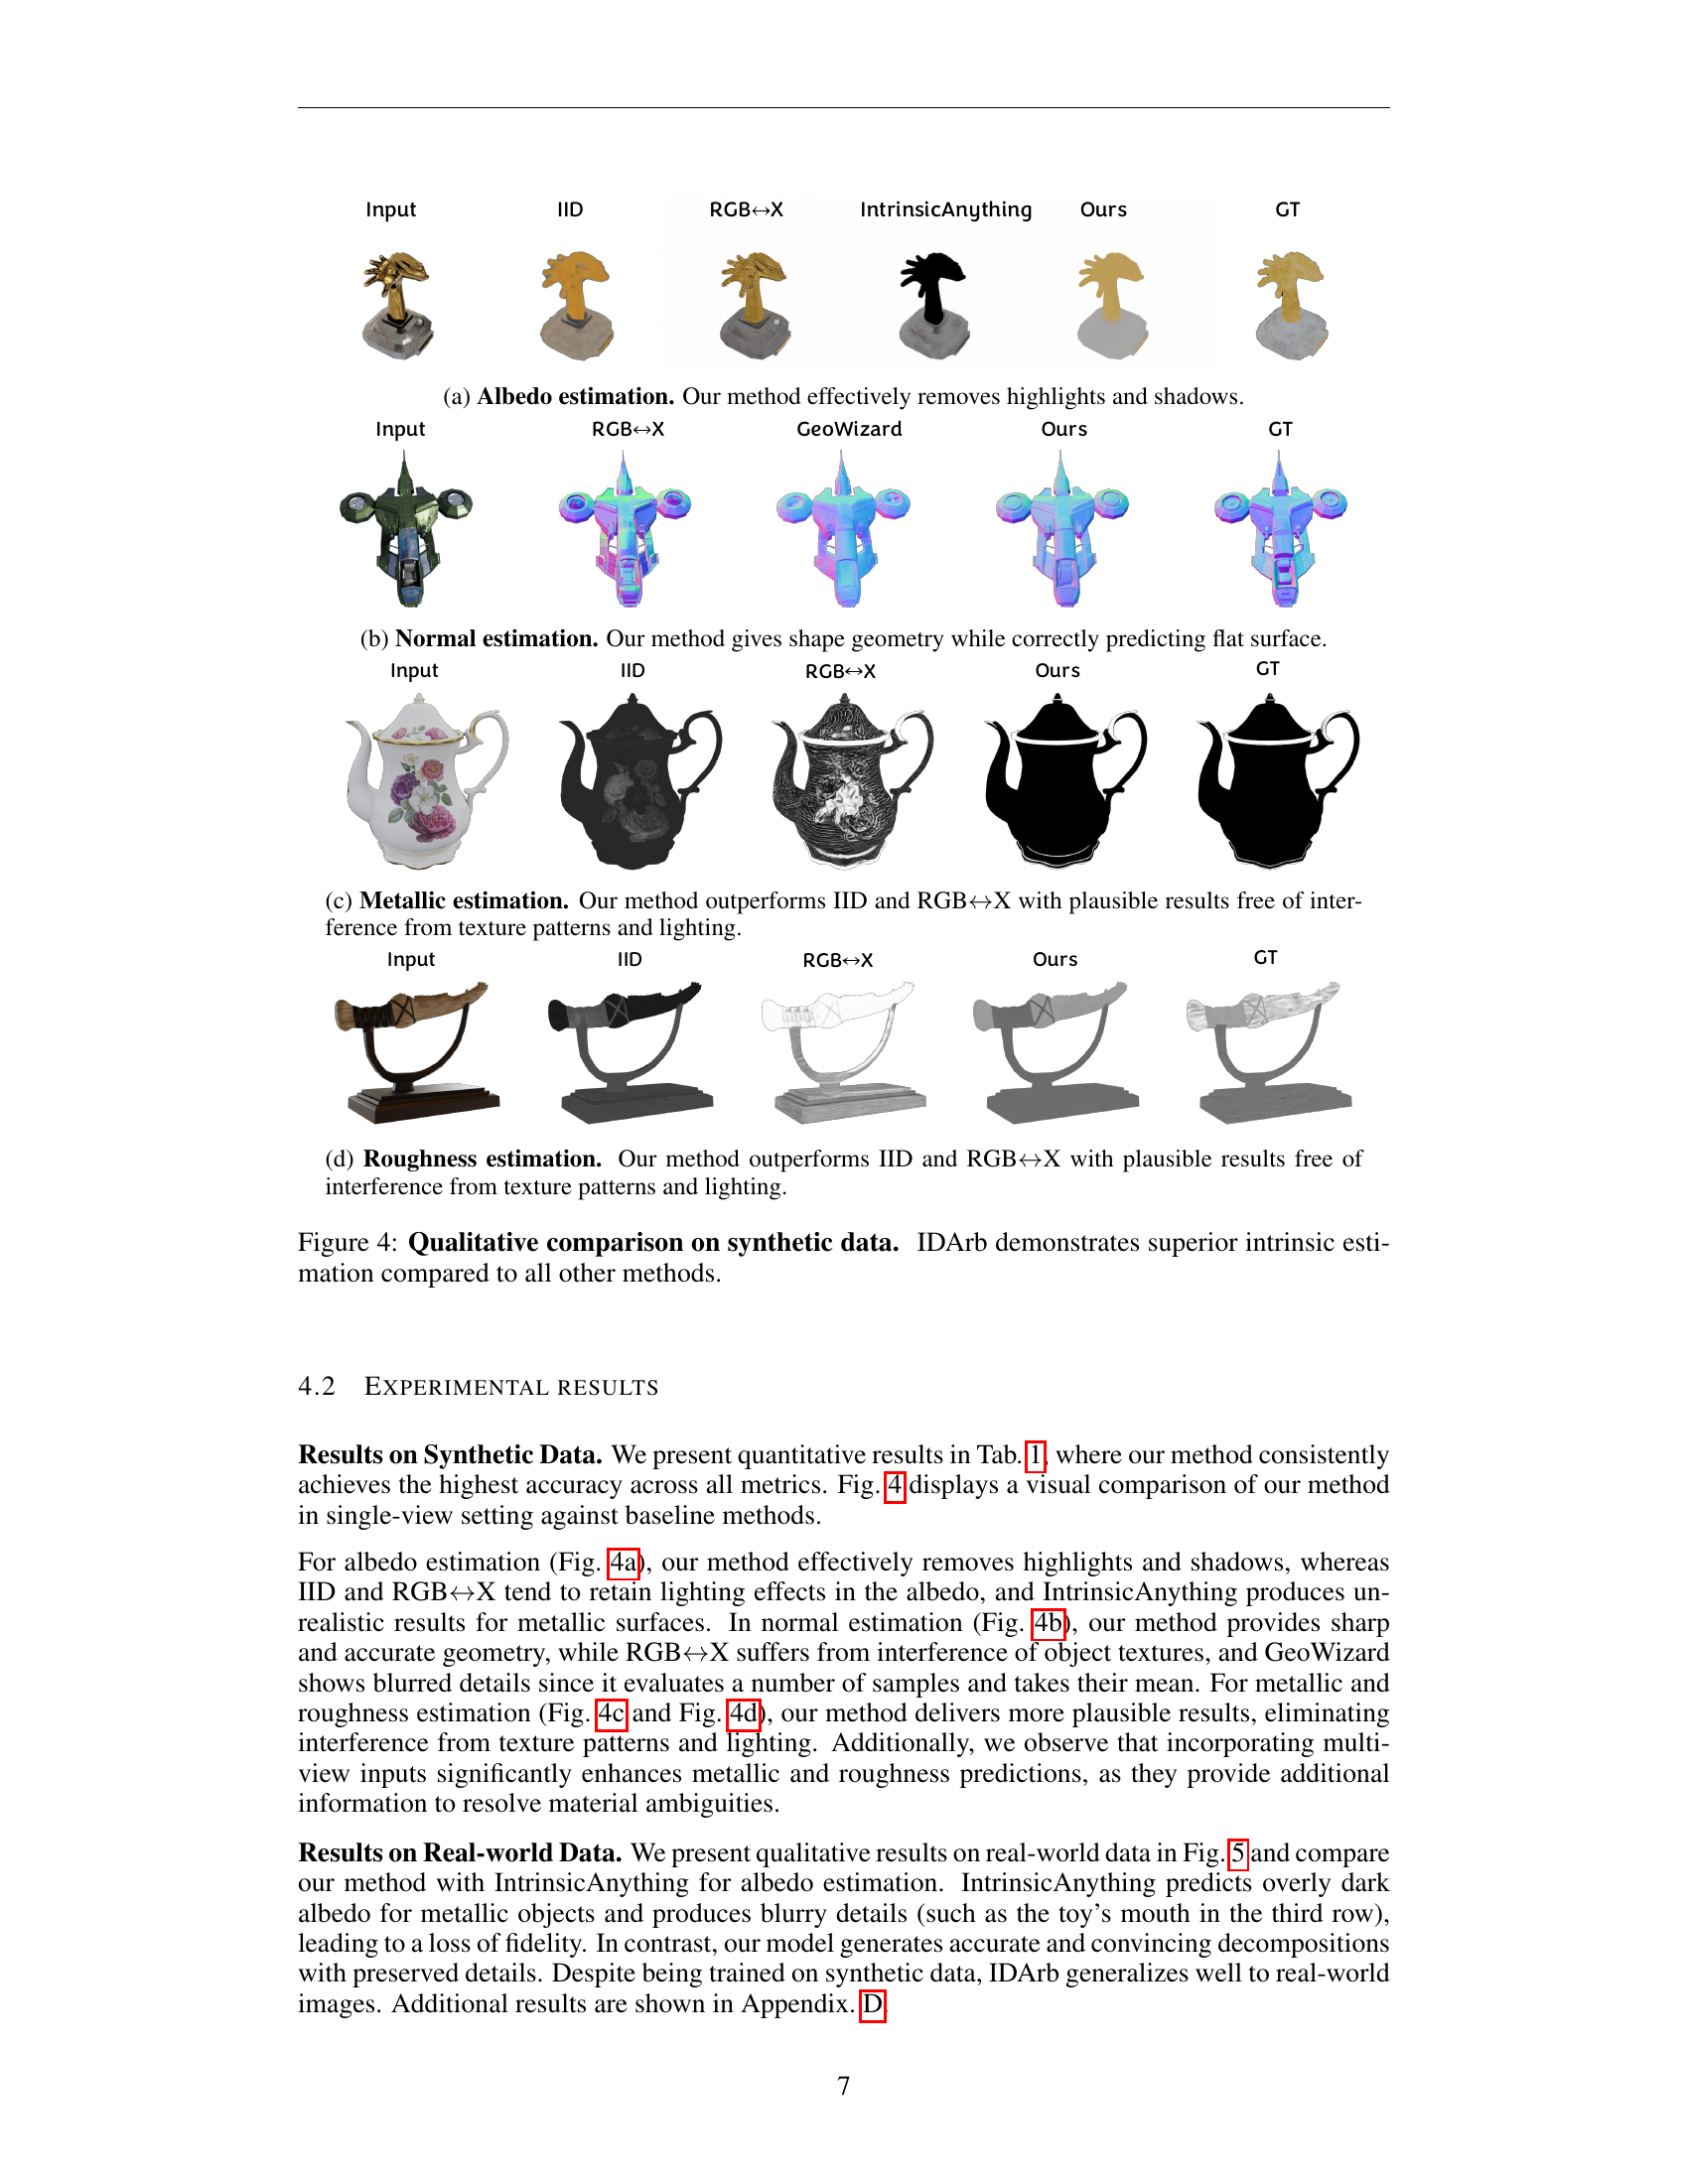 Input IID RGB↔X IntrinsicAnything Ours GT
(a) Albedo estimation. Our method effectively removes highlights and shadows.
Input RGB↔X GeoWizard Ours GT
(b) Normal estimation. Our method gives shape geometry while correctly predicting flat surface.
Input IID RGB↔X Ours GT
(c) Metallic estimation. Our method outperforms IID and RGB↔X with plausible results free of inter-
ference from texture patterns and lighting.
Input IID RGB↔X Ours GT
(d) Roughness estimation. Our method outperforms IID and RGB↔X with plausible results free of
interference from texture patterns and lighting.
Figure 4: Qualitative comparison on synthetic data. IDArb demonstrates superior intrinsic esti-
mation compared to all other methods.
4.2 EXPERIMENTAL RESULTS
Results on Synthetic Data. We present quantitative results in Tab. 1, where our method consistently
achieves the highest accuracy across all metrics. Fig. 4 displays a visual comparison of our method
in single-view setting against baseline methods.
For albedo estimation (Fig. 4a), our method effectively removes highlights and shadows, whereas
IID and RGB↔X tend to retain lighting effects in the albedo, and IntrinsicAnything produces un-
realistic results for metallic surfaces. In normal estimation (Fig. 4b), our method provides sharp
and accurate geometry, while RGB↔X suffers from interference of object textures, and GeoWizard
shows blurred details since it evaluates a number of samples and takes their mean. For metallic and
roughness estimation (Fig. 4c and Fig. 4d), our method delivers more plausible results, eliminating
interference from texture patterns and lighting. Additionally, we observe that incorporating multi-
view inputs significantly enhances metallic and roughness predictions, as they provide additional
information to resolve material ambiguities.
Results on Real-world Data. We present qualitative results on real-world data in Fig. 5 and compare
our method with IntrinsicAnything for albedo estimation. IntrinsicAnything predicts overly dark
albedo for metallic objects and produces blurry details (such as the toy's mouth in the third row),
leading to a loss of fidelity. In contrast, our model generates accurate and convincing decompositions
with preserved details. Despite being trained on synthetic data, IDArb generalizes well to real-world
images. Additional results are shown in Appendix. D.
7